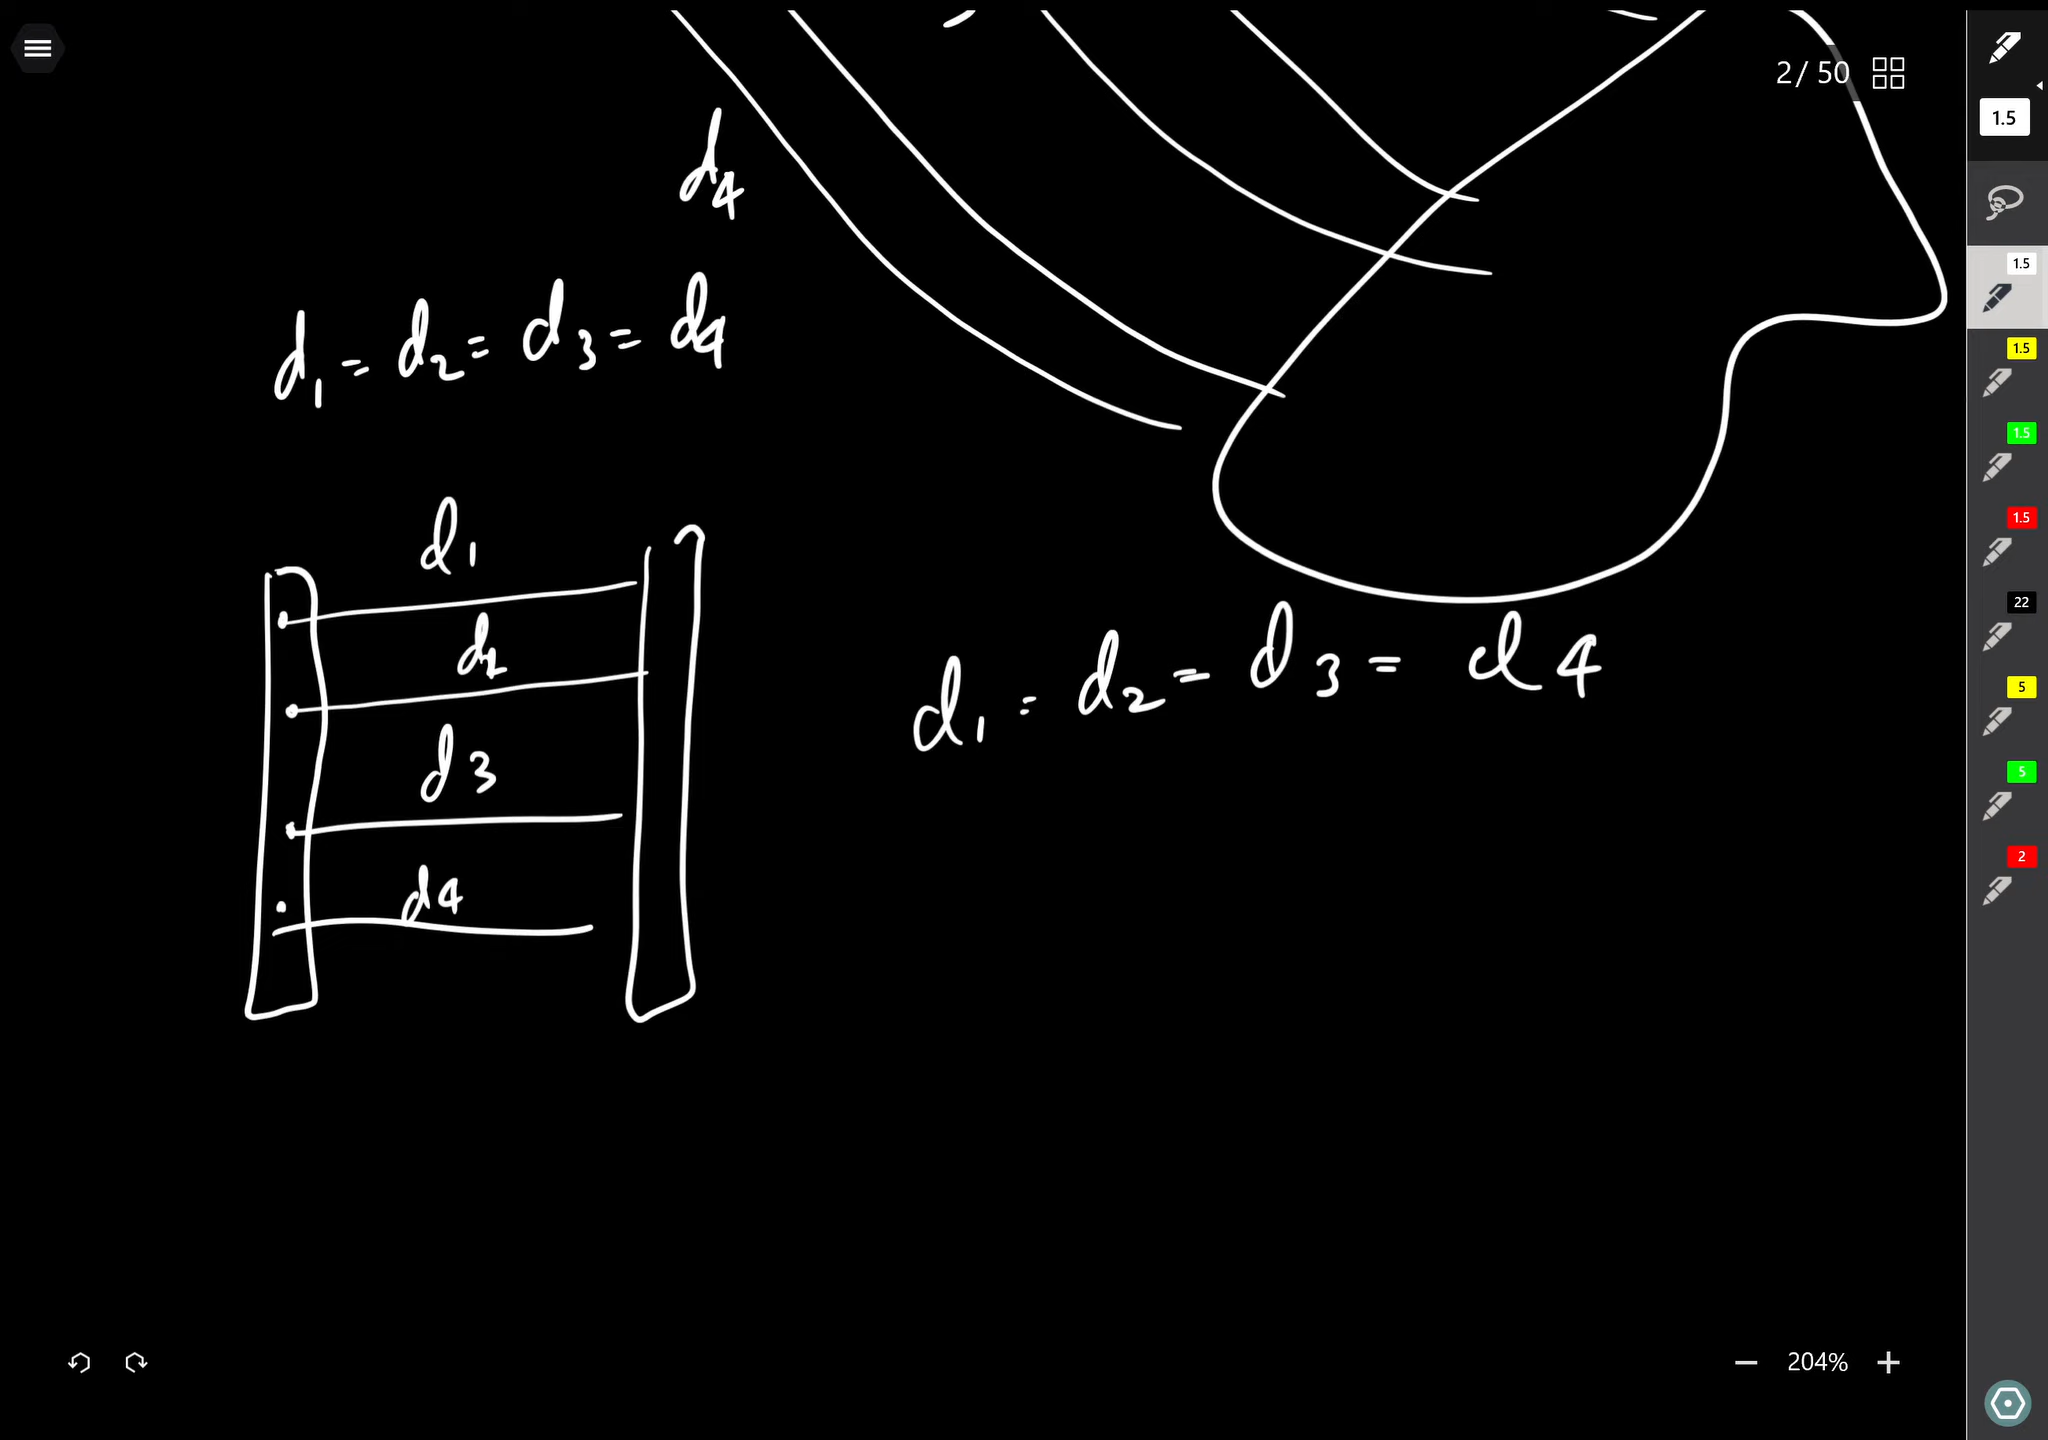 2/ 50
1.5
d4
1.5
d1 = d2 = d3 = d4
1.5
1.5
1.5
d1
22
d2
d1 = d2 = d3 = d4
5
d3
5
d4
2
204%